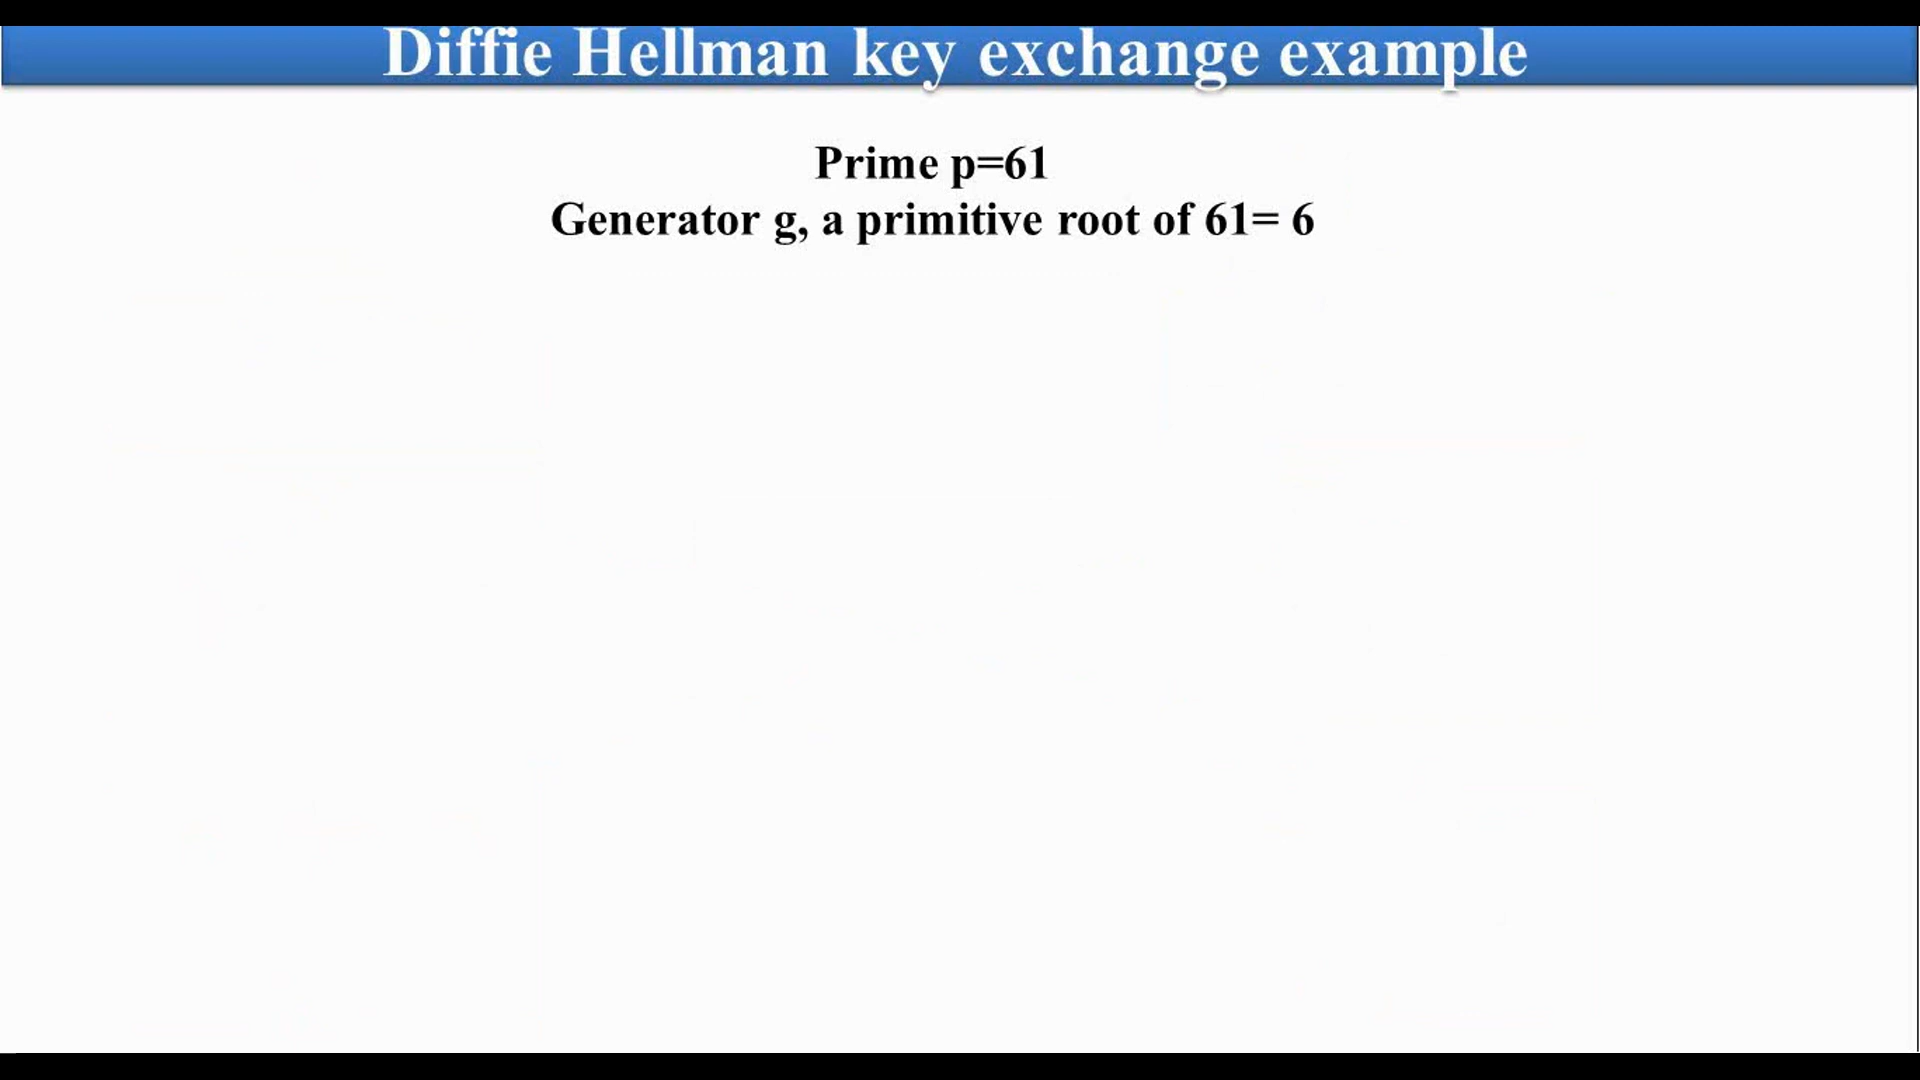 Diffie Hellman key exchange example
Prime p=61
Generator g, a primitive root of 61= 6